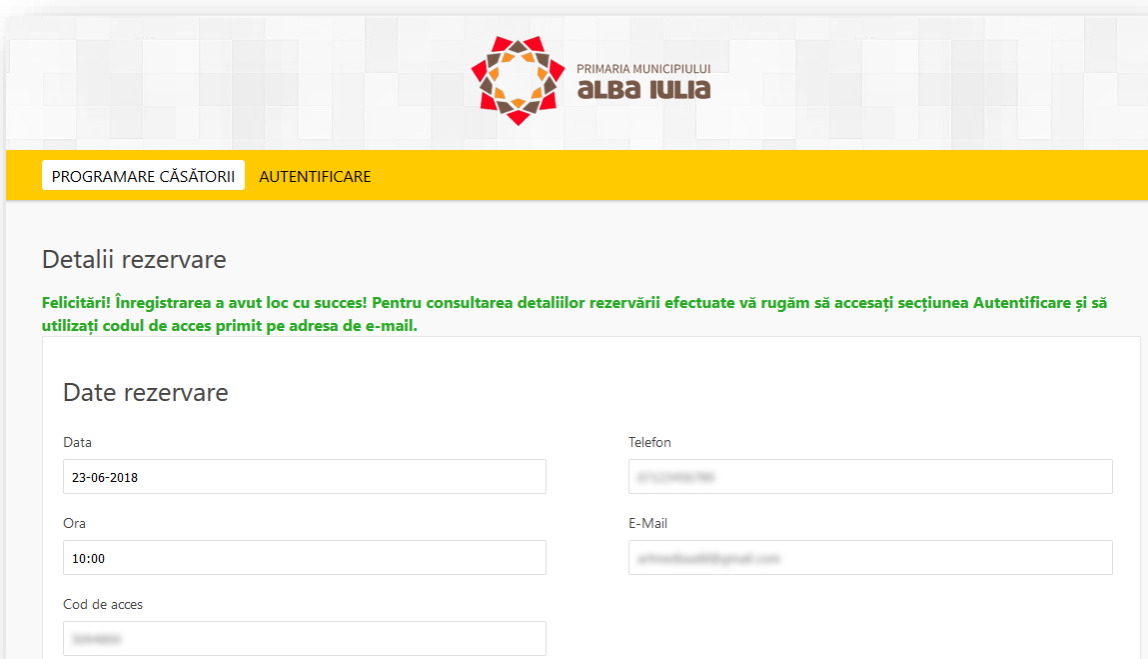 PRIMARIA MUNICIPIULUI
aLBa IULIa
PROGRAMARE CĂSĂTORII AUTENTIFICARE
Detalii rezervare
Felicitări! Înregistrarea a avut loc cu succes! Pentru consultarea detaliilor rezervării efectuate vă rugăm să accesați secțiunea Autentificare și să
utilizați codul de acces primit pe adresa de e-mail.
Date rezervare
Data
23-06-2018
Ora
10:00
Cod de acces
Telefon
E-Mail